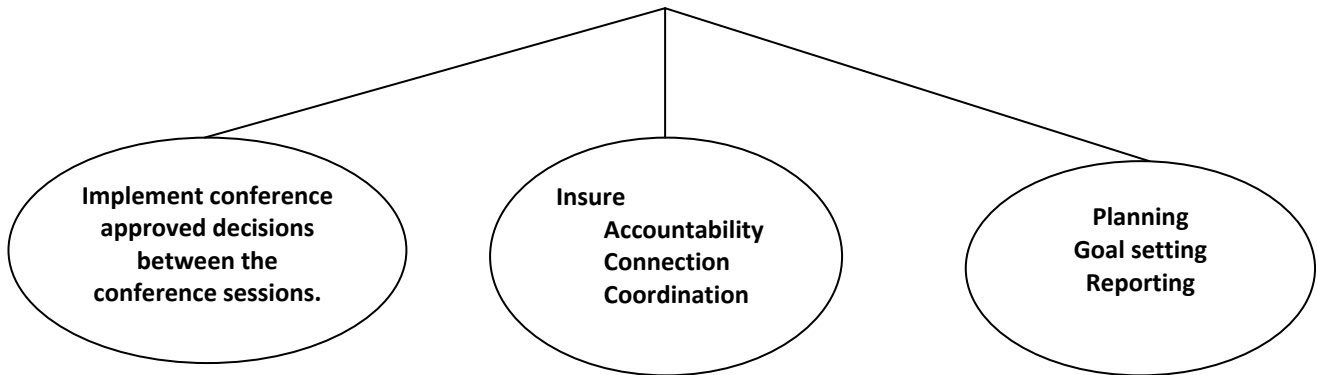 Implement conference
approved decisions
between the
conference sessions.
Insure
Accountability
Connection
Coordination
Planning
Goal setting
Reporting